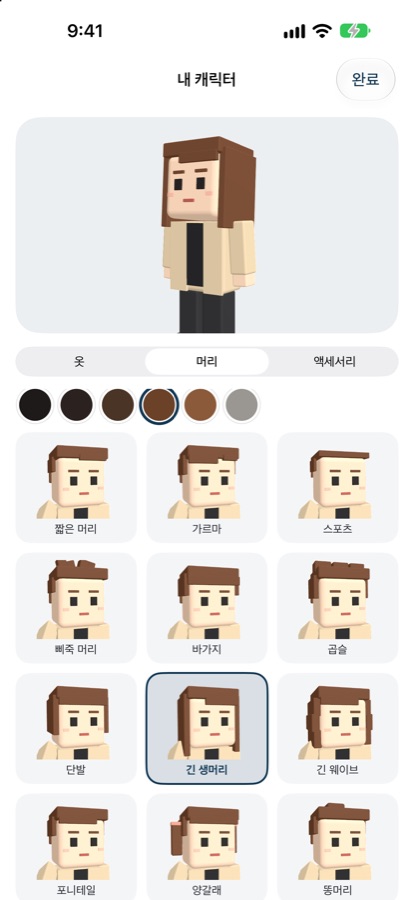 9:41
내 캐릭터
완료
옷
머리
액세서리
짧은 머리
가르마
스포츠
삐죽 머리
바가지
곱슬
단발
긴 생머리
긴 웨이브
포니테일
양갈래
똥머리